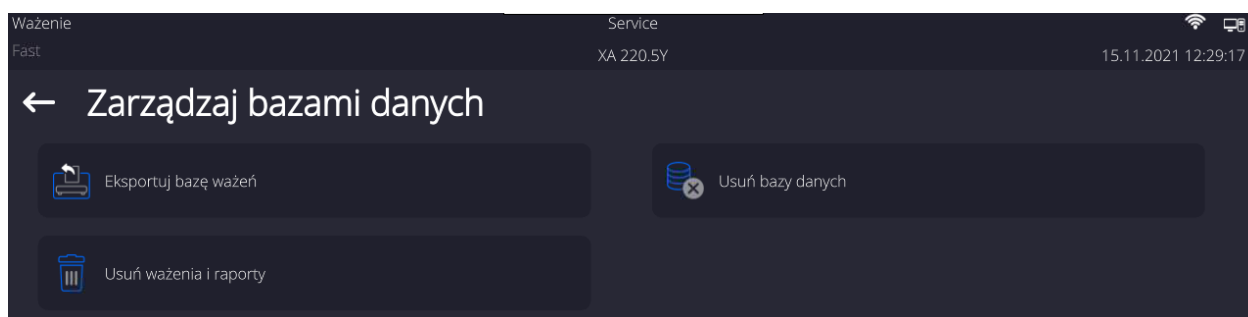 Ważenie Service
Fast XA 220.5Y 15.11.2021 12:29:17
Zarządzaj bazami danych
Eksportuj bazę ważeń Usuń bazy danych
Usuń ważenia i raporty